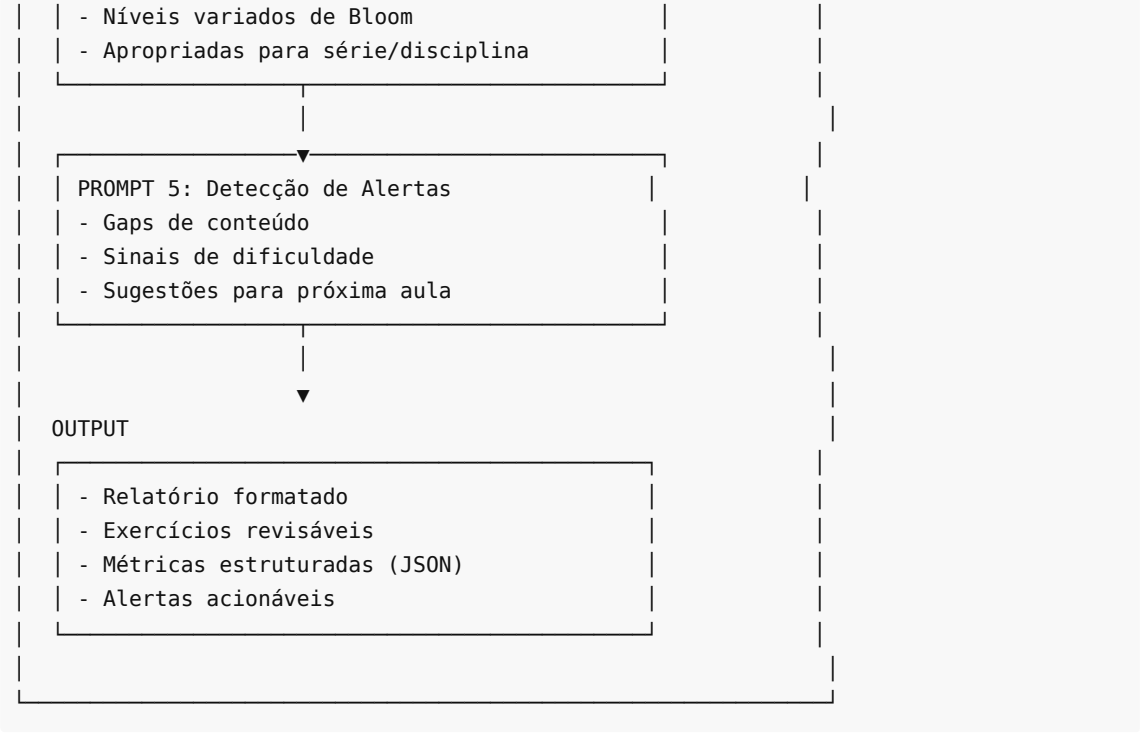 - Níveis variados de Bloom
- Apropriadas para série/disciplina
PROMPT 5: Detecção de Alertas
- Gaps de conteúdo
- Sinais de dificuldade
- Sugestões para próxima aula
OUTPUT
- Relatório formatado
- Exercícios revisáveis
- Métricas estruturadas (JSON)
- Alertas acionáveis